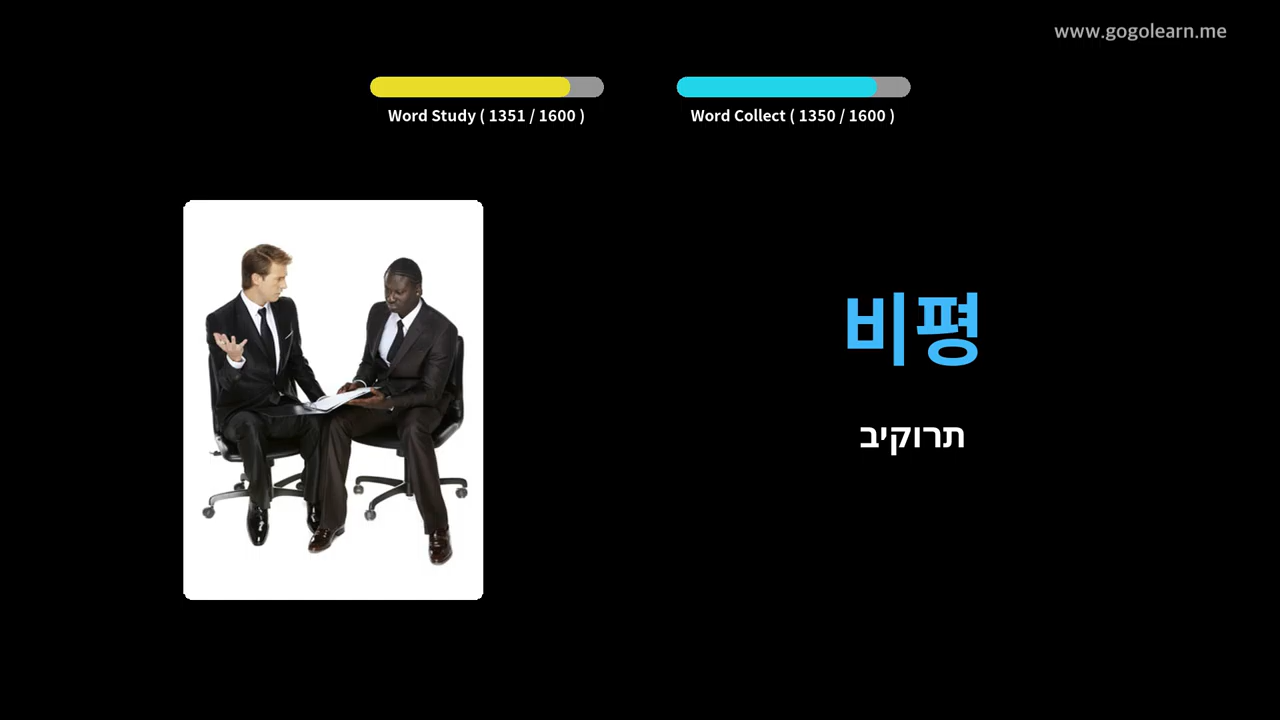 www.gogolearn.me
Word Study ( 1351 / 1600 )
Word Collect ( 1350 / 1600 )
비평
תרוקיב